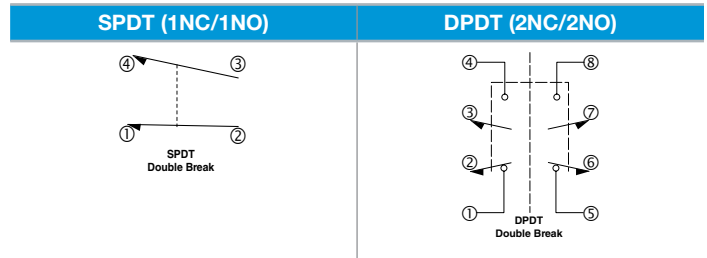 SPDT (1NC/1NO)
DPDT (2NC/2NO)
④ ③
① ②
SPDT
Double Break
④ ⑧
③ ⑦
② ⑥
① ⑤
DPDT
Double Break